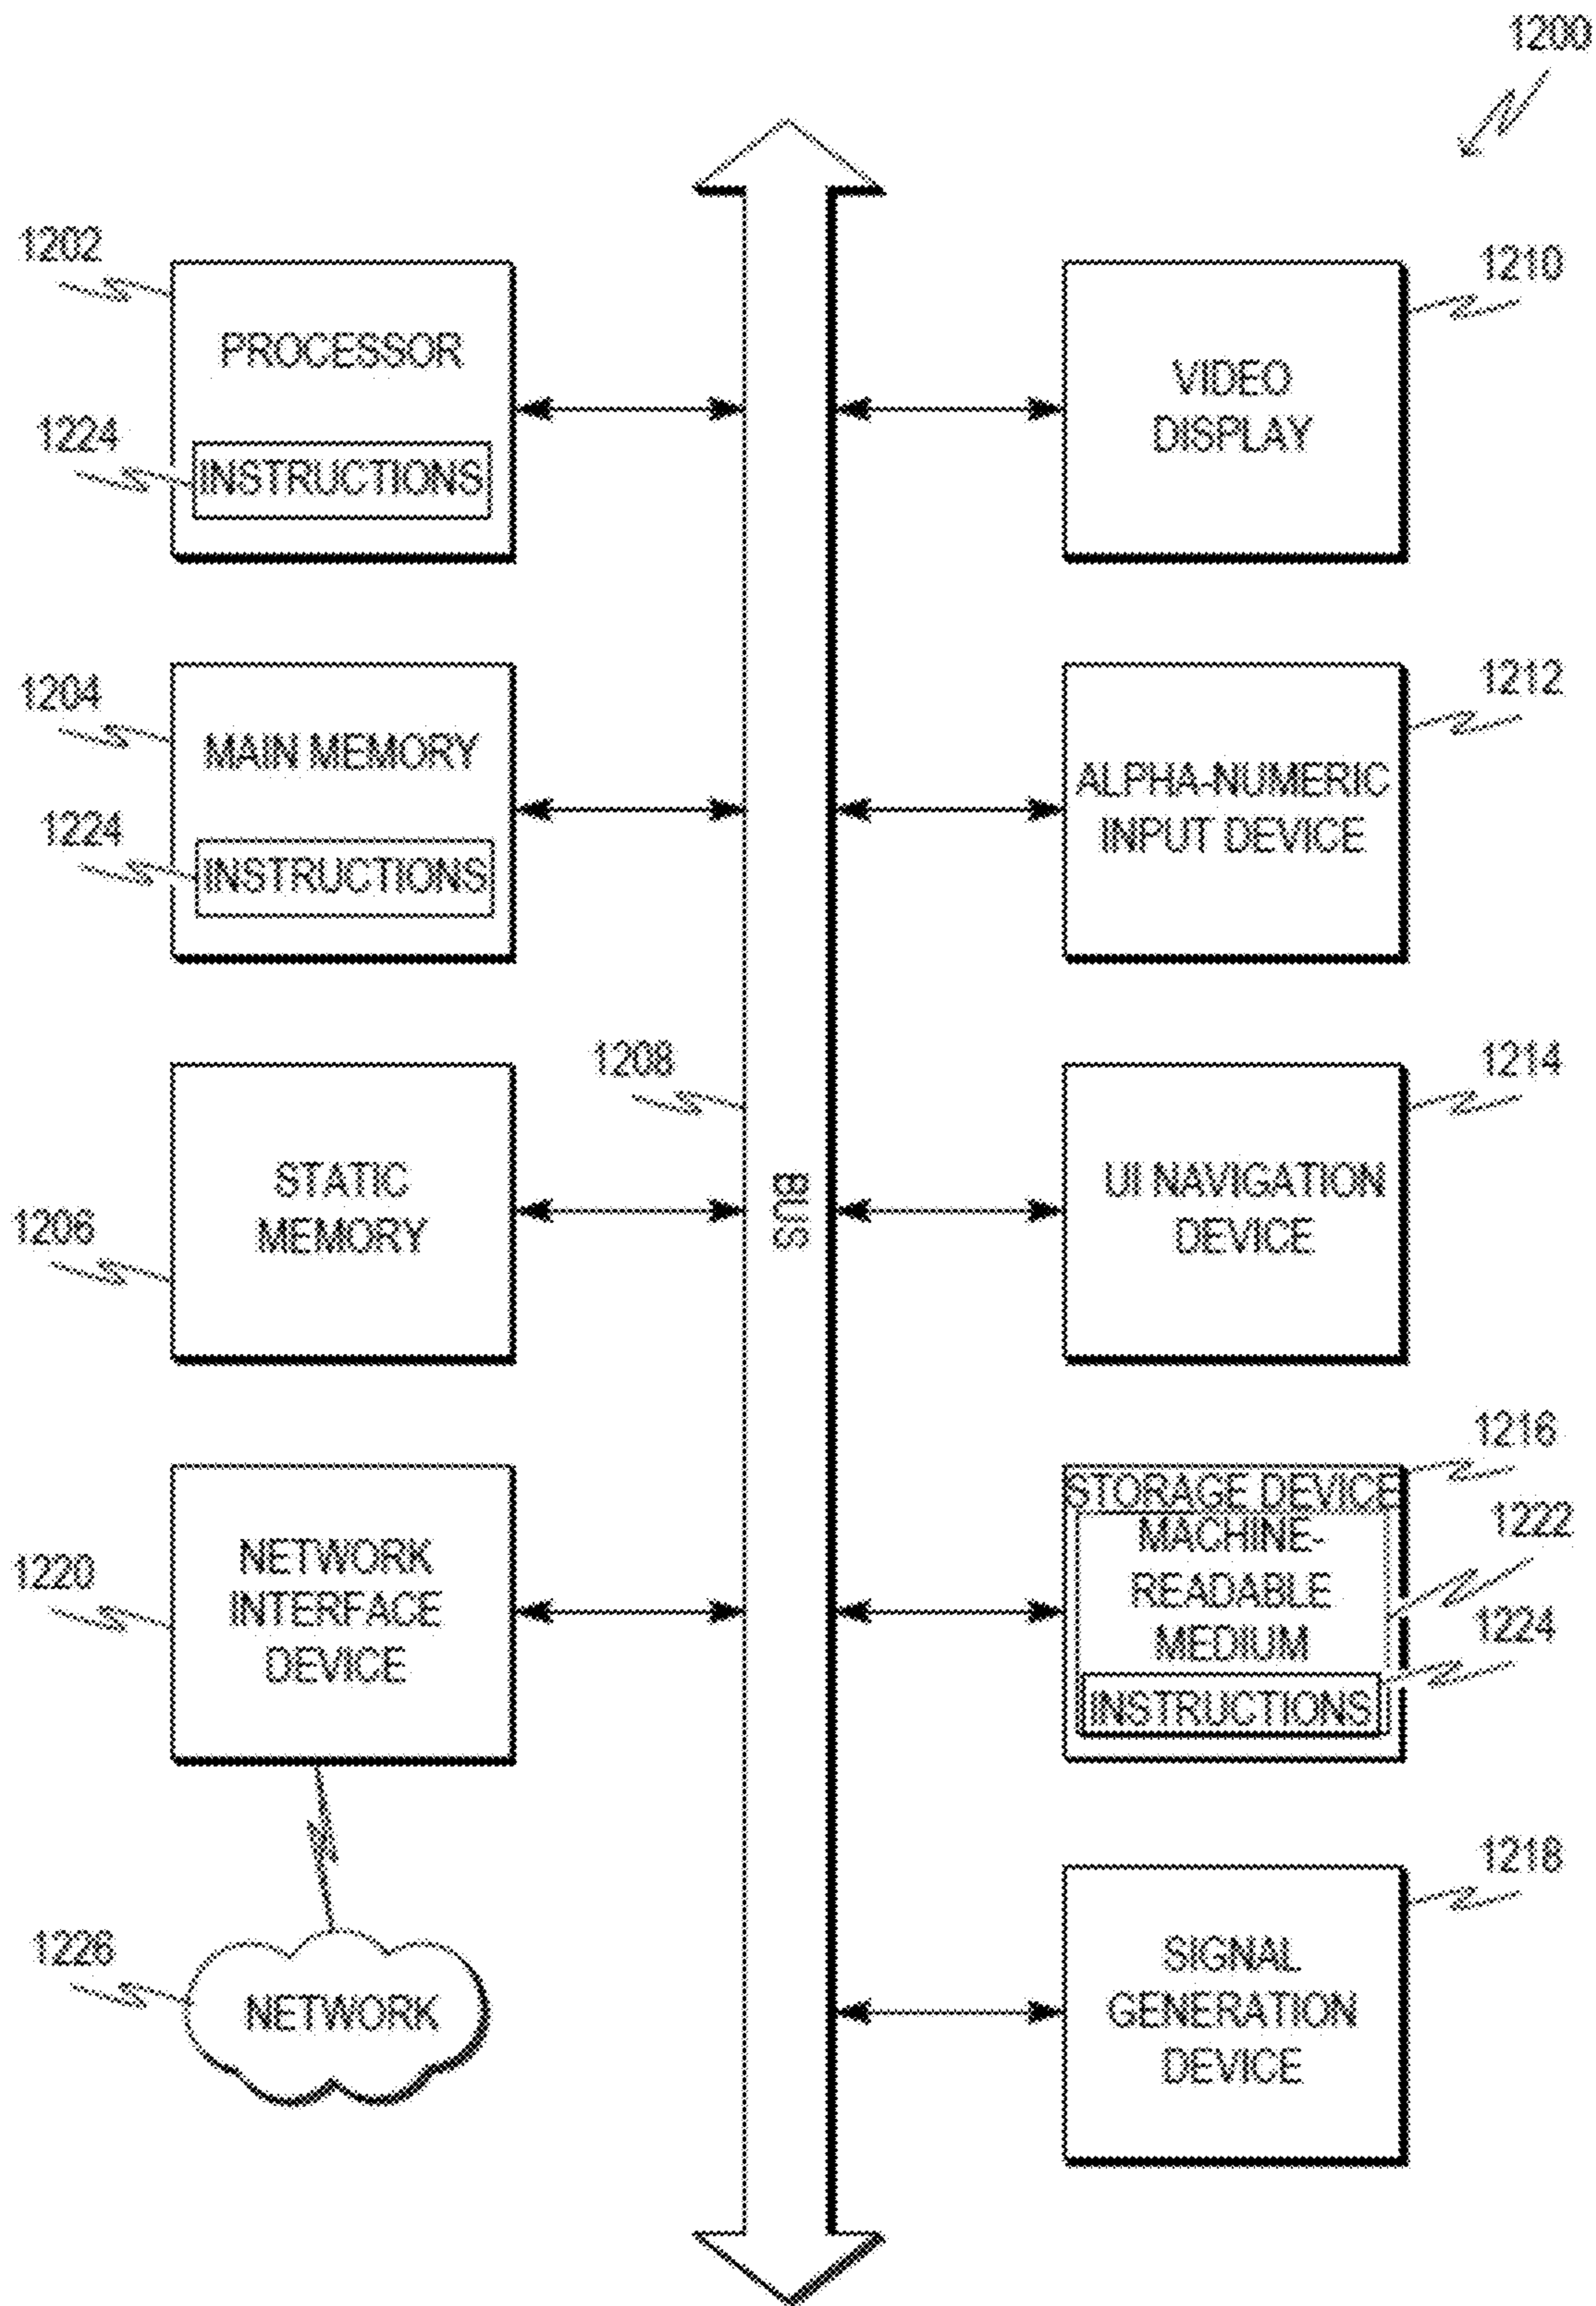 1200
1202
PROCESSOR
1224
INSTRUCTIONS
1204
MAIN MEMORY
1224
INSTRUCTIONS
1206
STATIC
MEMORY
1220
NETWORK
INTERFACE
DEVICE
1226
NETWORK
1208
BUS
1210
VIDEO
DISPLAY
1212
ALPHA-NUMERIC
INPUT DEVICE
1214
UI NAVIGATION
DEVICE
1216
STORAGE DEVICE
1222
MACHINE-
READABLE
MEDIUM
1224
INSTRUCTIONS
1218
SIGNAL
GENERATION
DEVICE